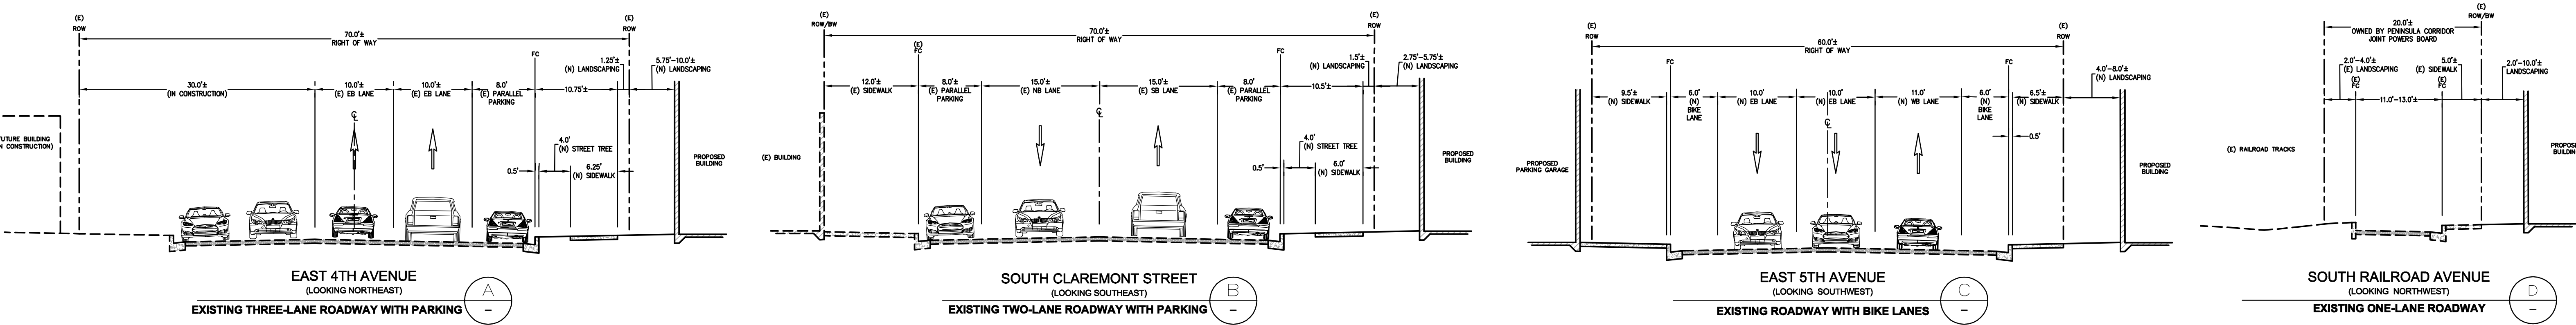 (E)
ROW
70.0'±
RIGHT OF WAY
(E)
ROW
FC
1.25'±
(N) LANDSCAPING
5.75'-10.0'±
(N) LANDSCAPING
30.0'±
(IN CONSTRUCTION)
10.0'±
(E) EB LANE
10.0'±
(E) EB LANE
8.0'
(E) PARALLEL
PARKING
10.75'±
CL
4.0'
(N) STREET TREE
0.5'
6.25'
(N) SIDEWALK
UTURE BUILDING
N CONSTRUCTION)
PROPOSED
BUILDING
EAST 4TH AVENUE
(LOOKING NORTHEAST)
EXISTING THREE-LANE ROADWAY WITH PARKING
A
–
(E)
ROW/BW
70.0'±
RIGHT OF WAY
(E)
ROW
(E)
FC
FC
1.5'±
(N) LANDSCAPING
2.75'-5.75'±
(N) LANDSCAPING
12.0'±
(E) SIDEWALK
8.0'±
(E) PARALLEL
PARKING
15.0'±
(E) NB LANE
15.0'±
(E) SB LANE
8.0'
(E) PARALLEL
PARKING
10.5'±
CL
4.0'
(N) STREET TREE
0.5'
6.0'
(N) SIDEWALK
(E) BUILDING
PROPOSED
BUILDING
SOUTH CLAREMONT STREET
(LOOKING SOUTHEAST)
EXISTING TWO-LANE ROADWAY WITH PARKING
B
–
(E)
ROW
60.0'±
RIGHT OF WAY
(E)
ROW
FC
FC
4.0'-8.0'±
(N) LANDSCAPING
9.5'±
(N) SIDEWALK
6.0'
(N)
BIKE
LANE
10.0'
(N) EB LANE
10.0'
(N) EB LANE
11.0'
(N) WB LANE
6.0'
(N)
BIKE
LANE
6.5'±
(N) SIDEWALK
CL
0.5'
PROPOSED
PARKING GARAGE
PROPOSED
BUILDING
EAST 5TH AVENUE
(LOOKING SOUTHWEST)
EXISTING ROADWAY WITH BIKE LANES
C
–
(E)
ROW/BW
20.0'±
OWNED BY PENINSULA CORRIDOR
JOINT POWERS BOARD
2.0'-4.0'±
(E) LANDSCAPING
5.0'±
(E) SIDEWALK
2.0'-10.0'±
LANDSCAPING
(E)
FC
(E)
FC
11.0'-13.0'±
(E) RAILROAD TRACKS
PROPOSE
BUILDIN
SOUTH RAILROAD AVENUE
(LOOKING NORTHWEST)
EXISTING ONE-LANE ROADWAY
D
–